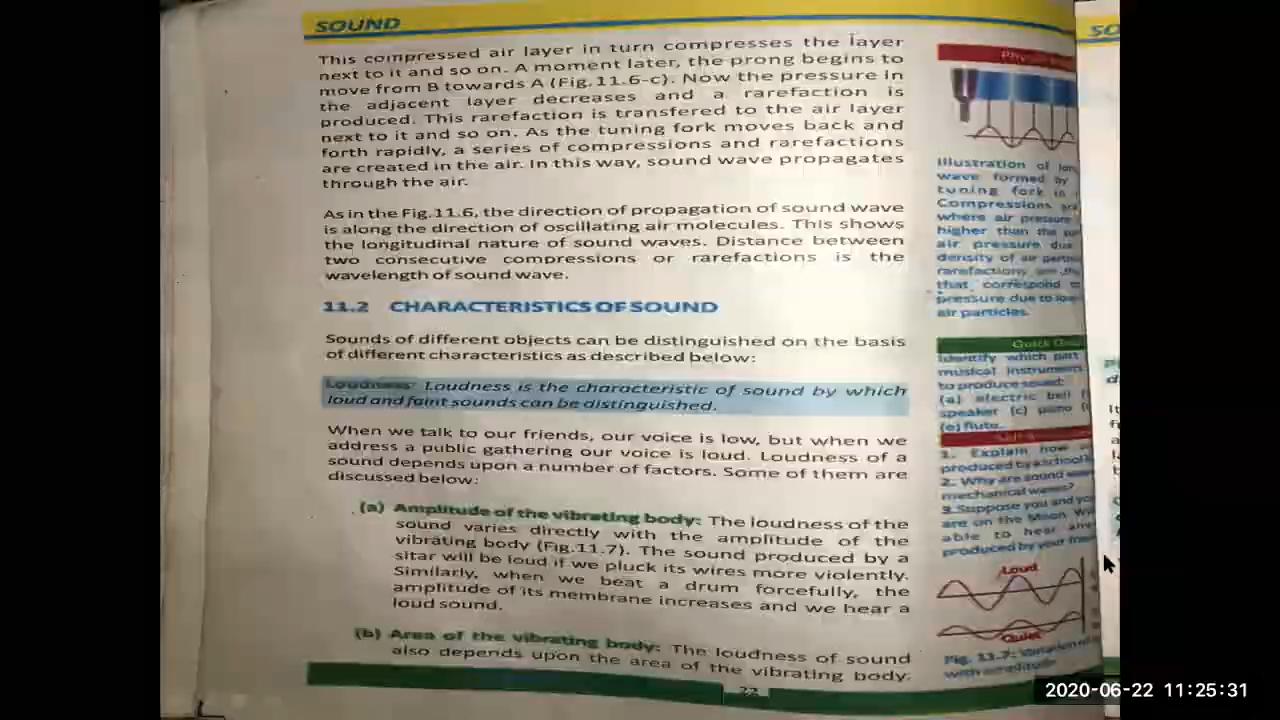 SOUND
This compressed air layer in turn compresses the layer
next to it and so on. A moment later, the prong begins to
move from B towards A (Fig.11.6-c). Now the pressure in
the adjacent layer decreases and a rarefaction is
produced. This rarefaction is transfered to the air layer
next to it and so on. As the tuning fork moves back and
forth rapidly, a series of compressions and rarefactions
are created in the air. In this way, sound wave propagates
through the air.
As in the Fig.11.6, the direction of propagation of sound wave
is along the direction of oscillating air molecules. This shows
the longitudinal nature of sound waves. Distance between
two consecutive compressions or rarefactions is the
wavelength of sound wave.
11.2 CHARACTERISTICS OF SOUND
Sounds of different objects can be distinguished on the basis
of different characteristics as described below:
Loudness: Loudness is the characteristic of sound by which
loud and faint sounds can be distinguished.
When we talk to our friends, our voice is low, but when we
address a public gathering our voice is loud. Loudness of a
sound depends upon a number of factors. Some of them are
discussed below:
(a) Amplitude of the vibrating body: The loudness of the
sound varies directly with the amplitude of the
vibrating body (Fig.11.7). The sound produced by a
sitar will be loud if we pluck its wires more violently.
Similarly, when we beat a drum forcefully, the
amplitude of its membrane increases and we hear a
loud sound.
(b) Area of the vibrating body: The loudness of sound
also depends upon the area of the vibrating body.
22
Illustration of
wave formed by
tuning fork in
Compressions
where air pressure
higher than the
air pressure due
density of air
rarefactions are
that correspond
pressure due to low
air particles.
Quick
Identify which part
musical instrument
to produce sound:
(a) electric bell
speaker (c) piano
(e) flute.
1. Explain how
produced by a school
2. Why are sound
mechanical waves?
3. Suppose you and
are on the Moon.
able to hear
produced by your
Loud
Quiet
Fig. 11.7: Variation
with amplitude
SO
2020-06-22 11:25:31